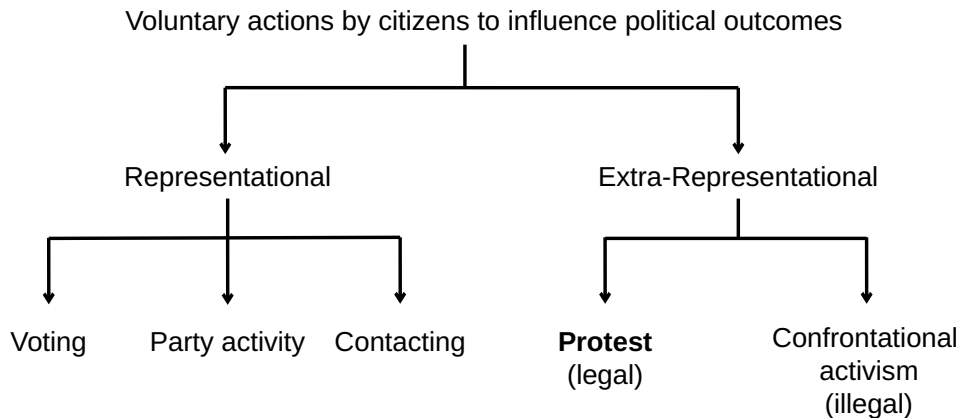 Voluntary actions by citizens to influence political outcomes
Representational
Extra-Representational
Voting
Party activity
Contacting
Protest
(legal)
Confrontational
activism
(illegal)